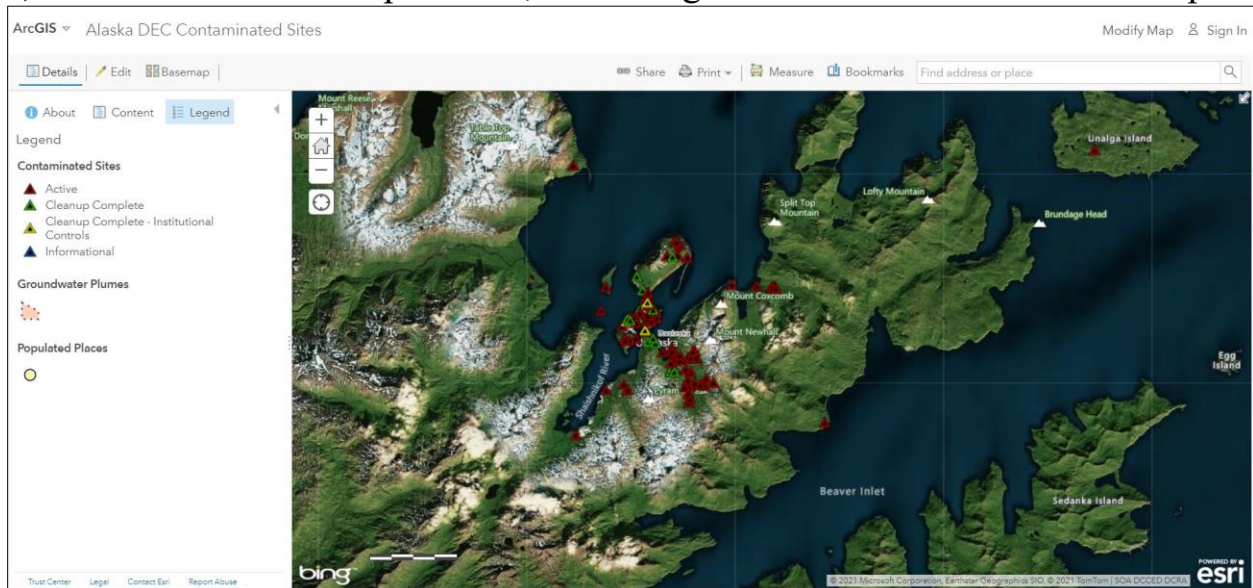 ArcGIS Alaska DEC Contaminated Sites
Modify Map Sign In
Details Edit Basemap
Share Print Measure Bookmarks Find address or place
About Content Legend
Legend
Contaminated Sites
Active
Cleanup Complete
Cleanup Complete - Institutional
Controls
Informational
Groundwater Plumes
Populated Places
Trust Center Legal Contact Esri Report Abuse
Mount Reese
Table Top
Mountain
Unalga Island
Lofty Mountain
Split Top
Mountain
Brundage Head
Mount Coxcomb
Mount Newhall
Egg
Island
Shaishnikof River
Pyram
Beaver Inlet
Sedanka Island
bing
© 2021 Microsoft Corporation, Earthstar Geographics SIO, © 2021 TomTom | SOA DCCED DCRA
POWERED BY
esri